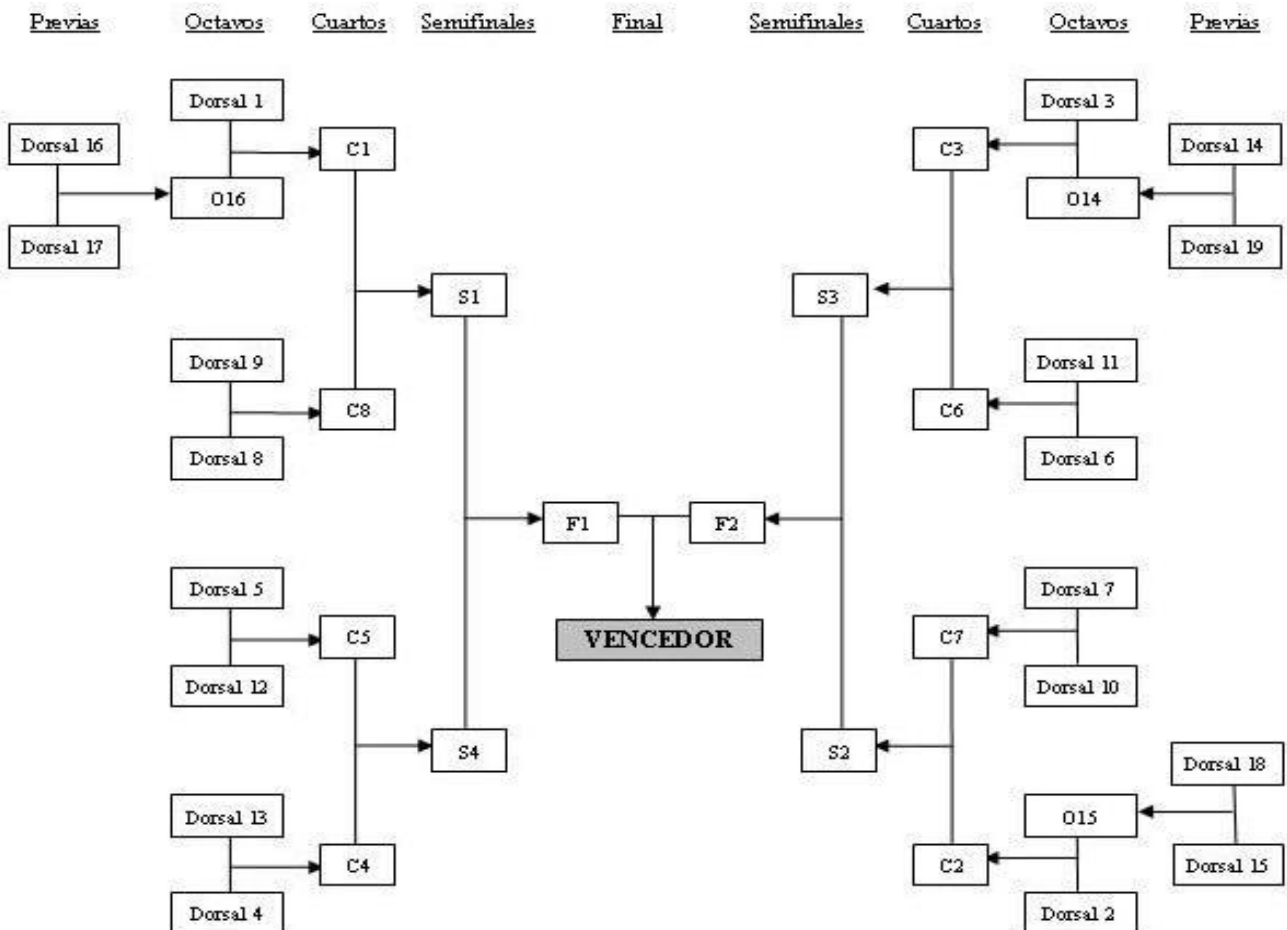 Previas Octavos Cuartos Semifinales Final Semifinales Cuartos Octavos Previas
Dorsal 1 Dorsal 3
Dorsal 16 C1 C3 Dorsal 14
O16 O14
Dorsal 17 Dorsal 19
S1 S3
Dorsal 9 Dorsal 11
C8 C6
Dorsal 8 Dorsal 6
F1 F2
Dorsal 5 Dorsal 7
C5 VENCEDOR C7
Dorsal 12 Dorsal 10
S4 S2
Dorsal 18
Dorsal 13 O15
C4 C2 Dorsal 15
Dorsal 4 Dorsal 2